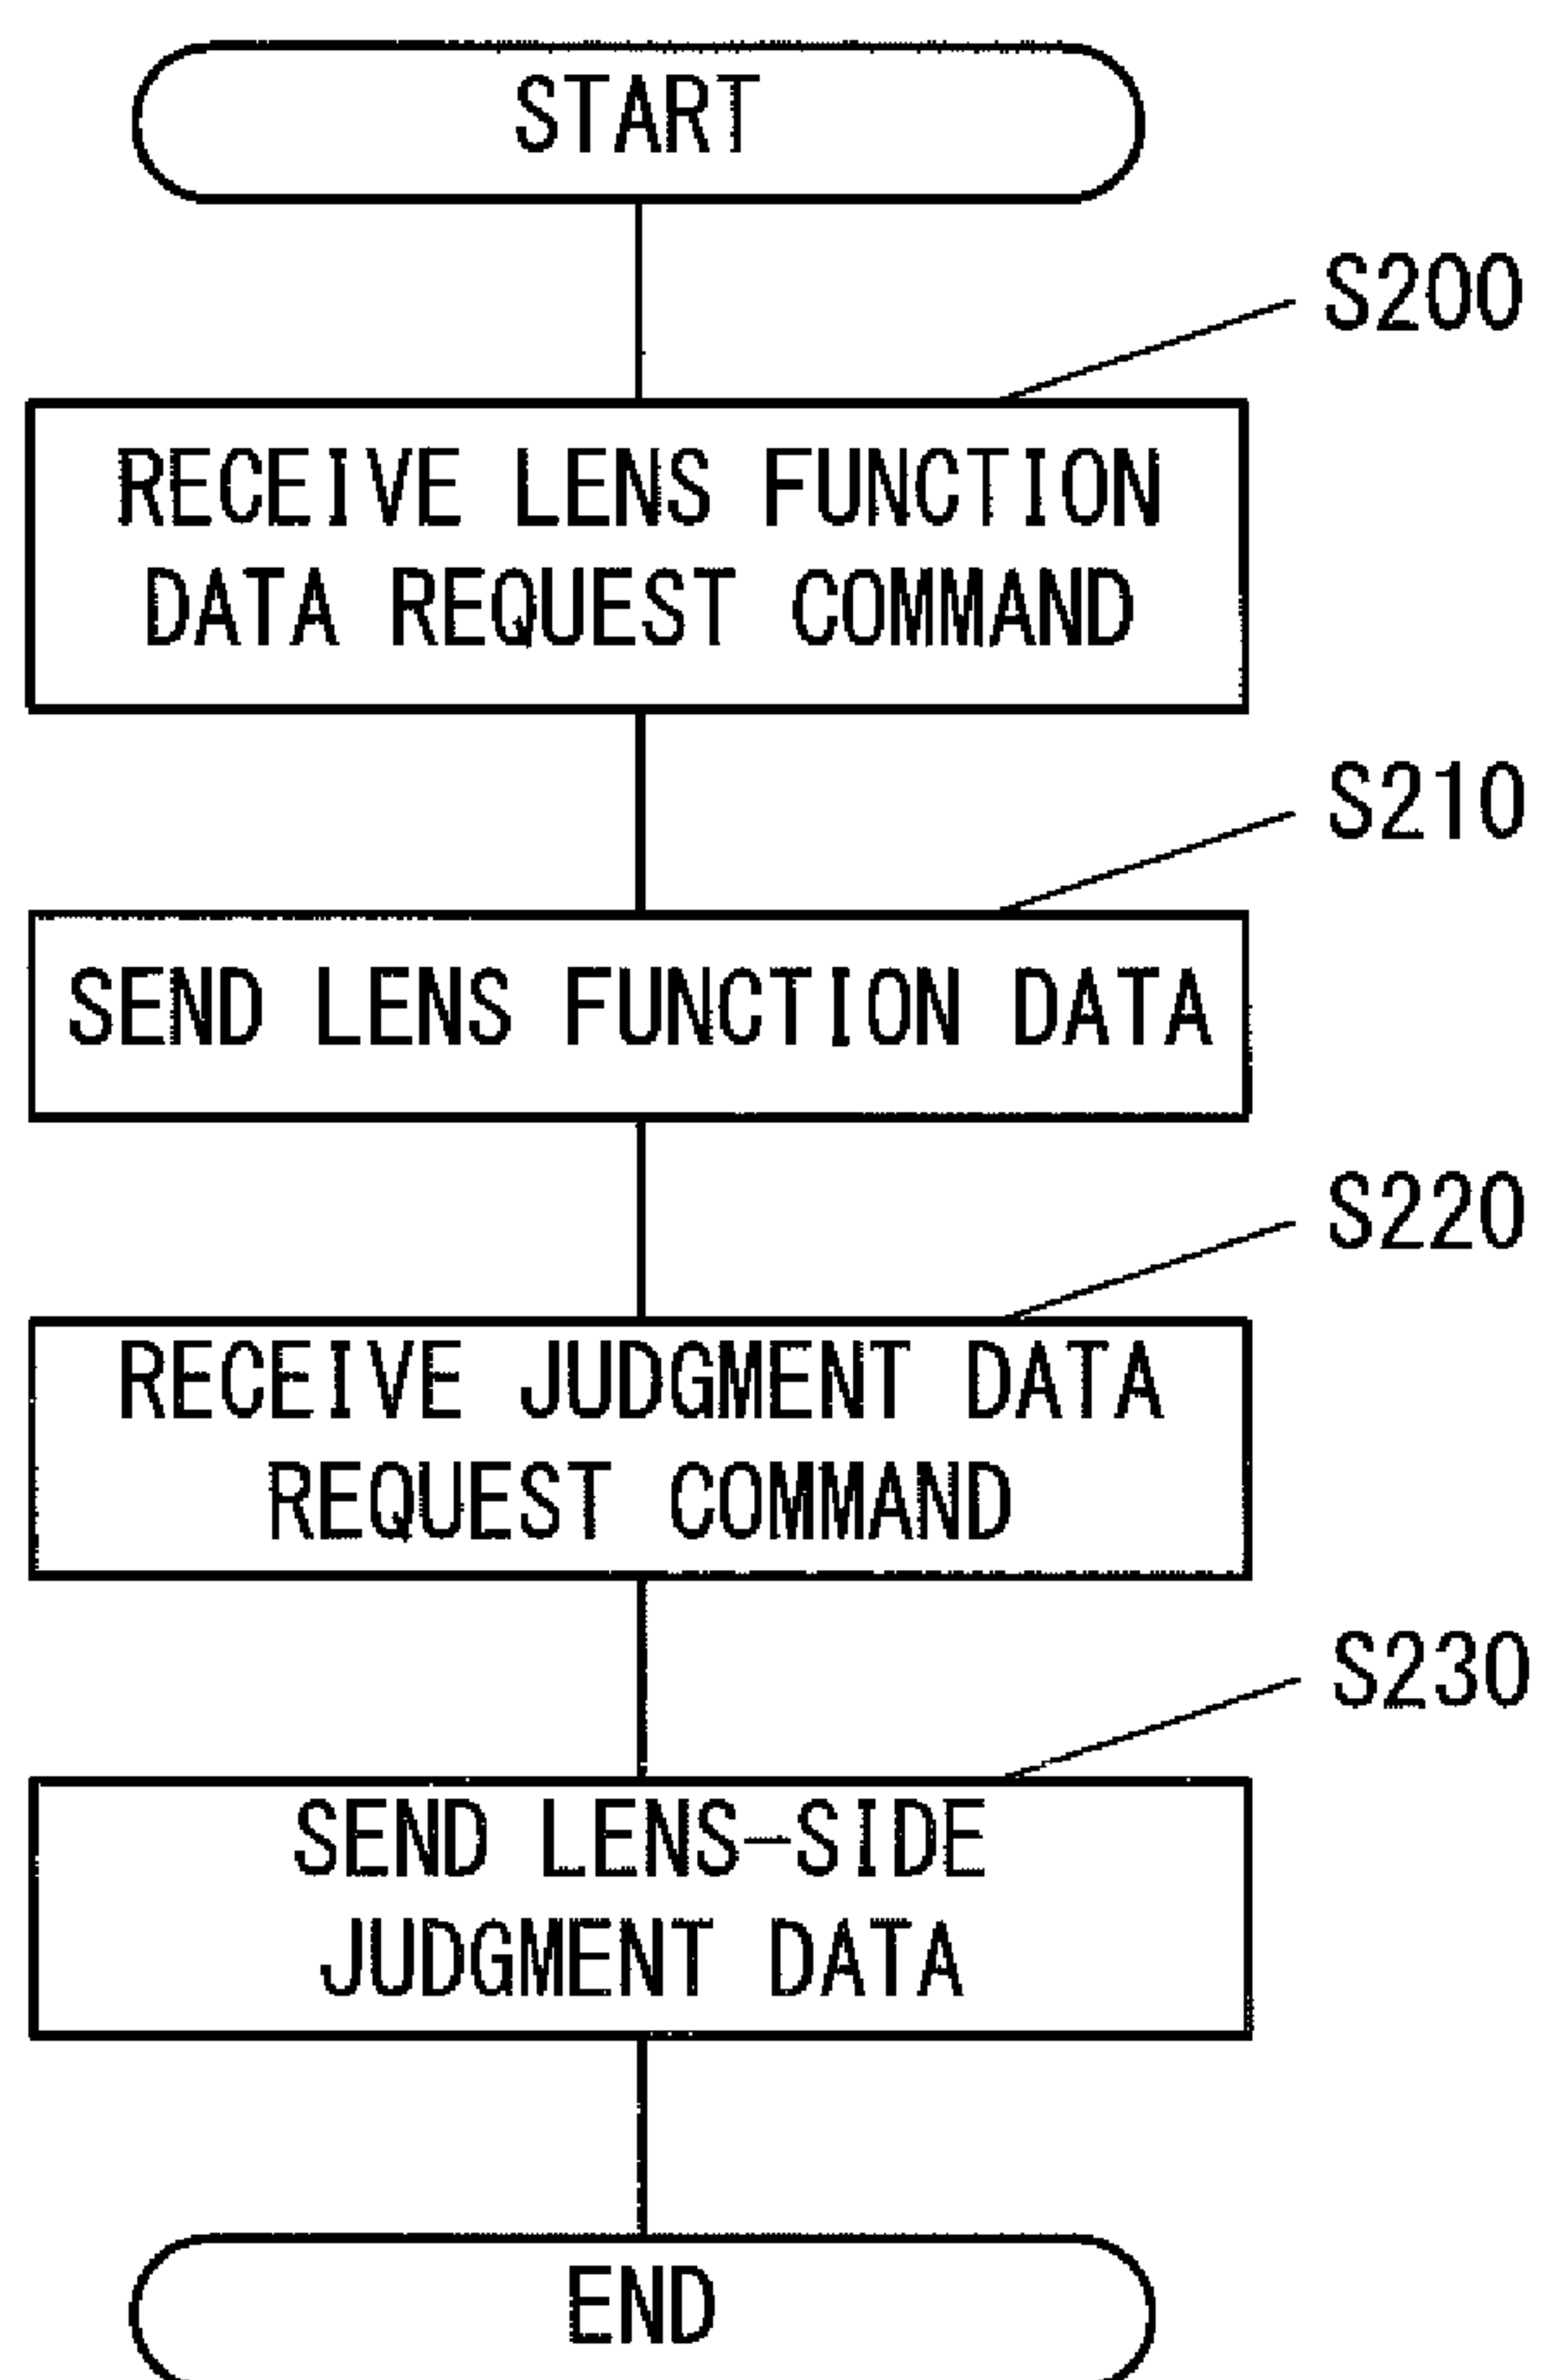 START
S200
RECEIVE LENS FUNCTION
DATA REQUEST COMMAND
S210
SEND LENS FUNCTION DATA
S220
RECEIVE JUDGMENT DATA
REQUEST COMMAND
S230
SEND LENS-SIDE
JUDGMENT DATA
END